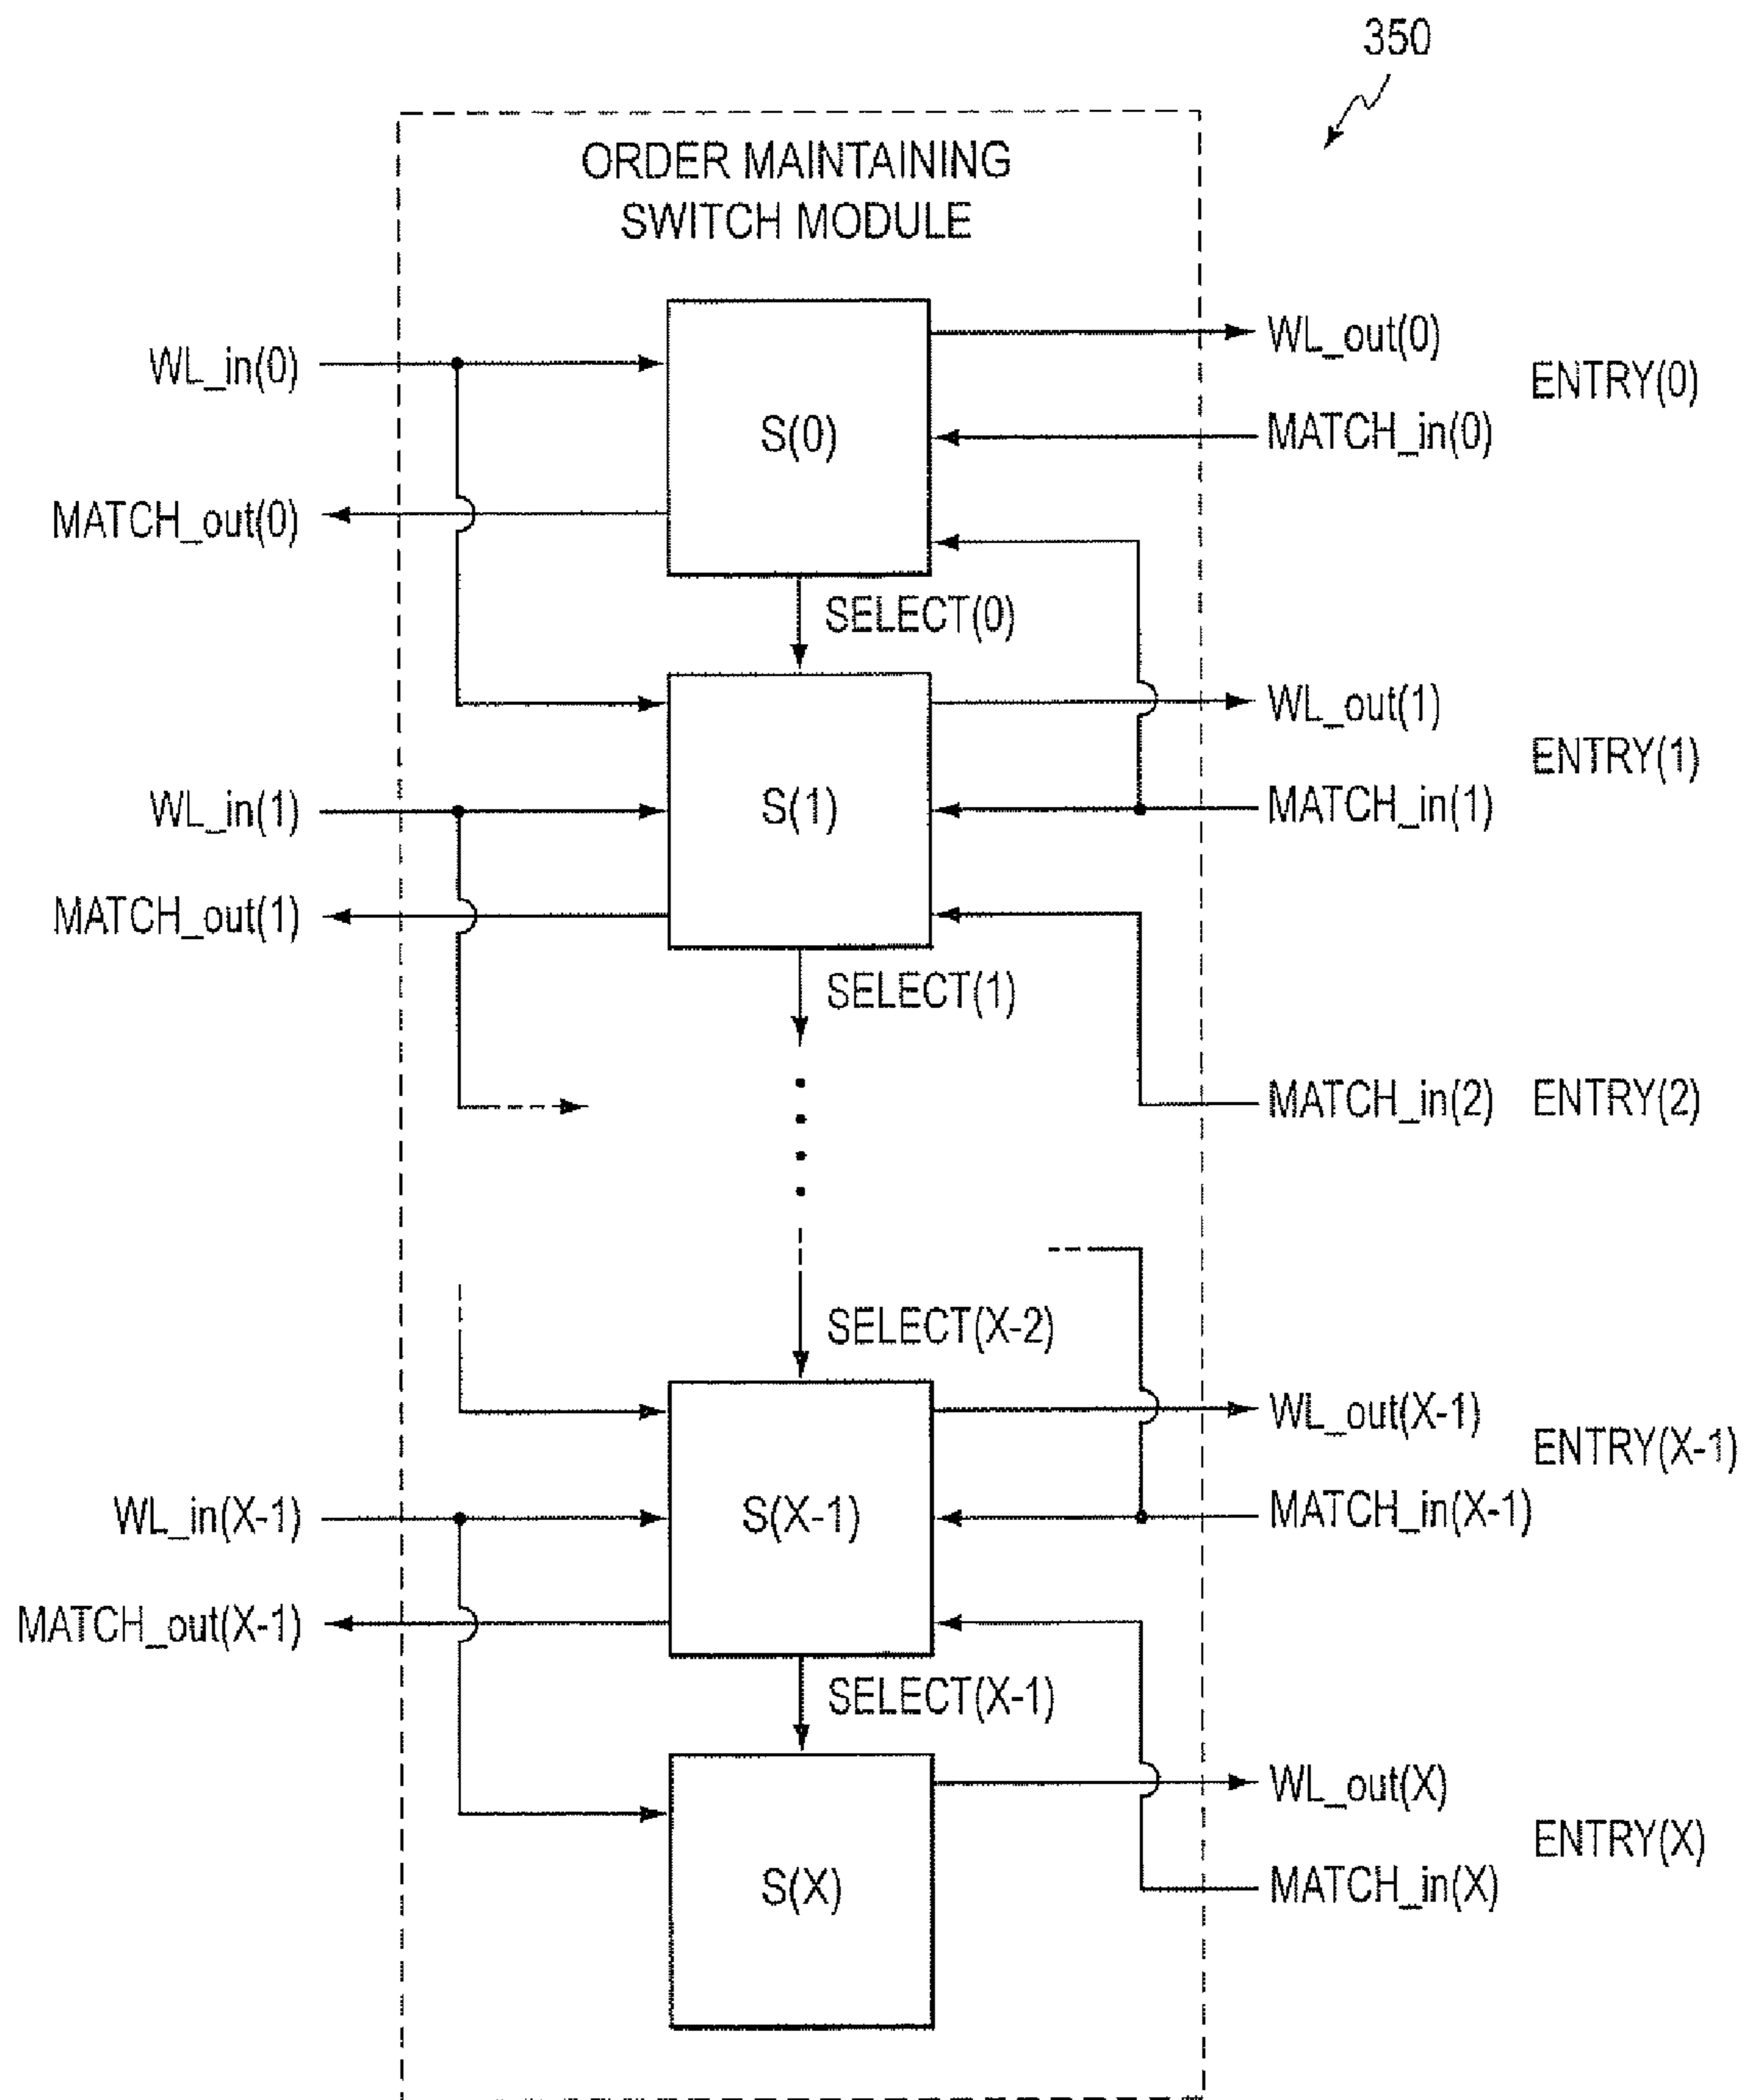 350
ORDER MAINTAINING
SWITCH MODULE
WL_in(0)
MATCH_out(0)
S(0)
WL_out(0)
MATCH_in(0)
ENTRY(0)
SELECT(0)
WL_in(1)
MATCH_out(1)
S(1)
WL_out(1)
MATCH_in(1)
ENTRY(1)
SELECT(1)
MATCH_in(2) ENTRY(2)
SELECT(X-2)
WL_in(X-1)
MATCH_out(X-1)
S(X-1)
WL_out(X-1)
MATCH_in(X-1)
ENTRY(X-1)
SELECT(X-1)
S(X)
WL_out(X)
MATCH_in(X)
ENTRY(X)